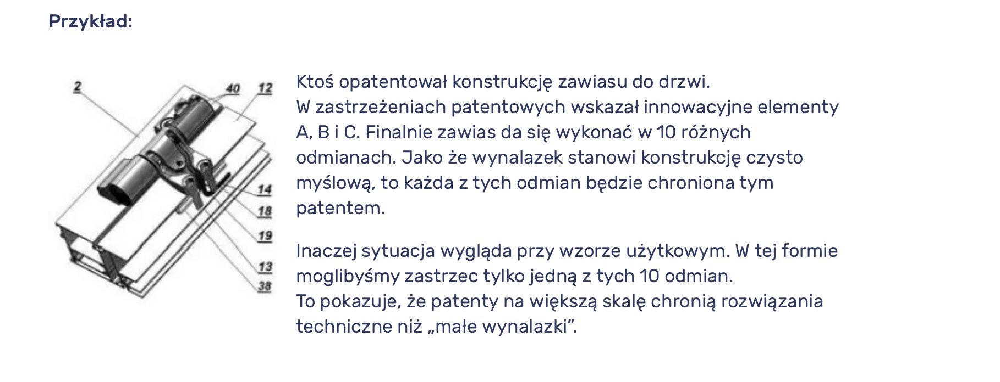 Przykład:
2
40
12
14
18
19
13
38
Ktoś opatentował konstrukcję zawiasu do drzwi.
W zastrzeżeniach patentowych wskazał innowacyjne elementy
A, B i C. Finalnie zawias da się wykonać w 10 różnych
odmianach. Jako że wynalazek stanowi konstrukcję czysto
myślową, to każda z tych odmian będzie chroniona tym
patentem.
Inaczej sytuacja wygląda przy wzorze użytkowym. W tej formie
moglibyśmy zastrzec tylko jedną z tych 10 odmian.
To pokazuje, że patenty na większą skalę chronią rozwiązania
techniczne niż „małe wynalazki”.